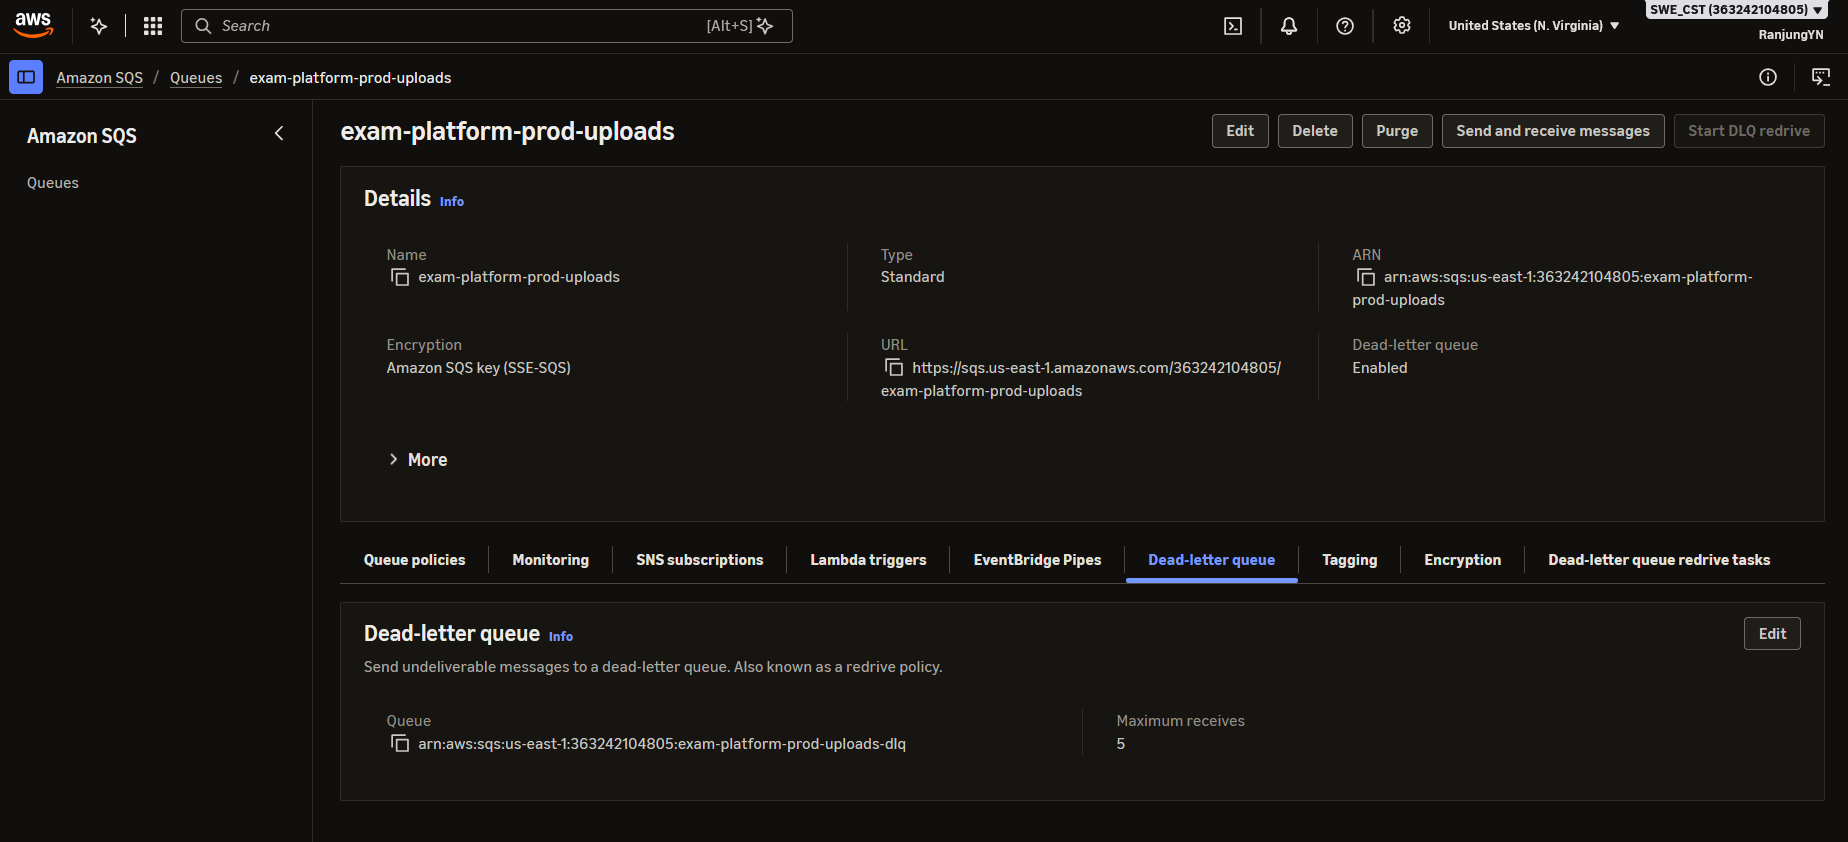 aws
Search
[Alt+S]
United States (N. Virginia)
SWE_CST (363242104805)
RanjungYN
Amazon SQS / Queues / exam-platform-prod-uploads
Amazon SQS
Queues
exam-platform-prod-uploads
Edit
Delete
Purge
Send and receive messages
Start DLQ redrive
Details Info
Name
exam-platform-prod-uploads
Type
Standard
ARN
arn:aws:sqs:us-east-1:363242104805:exam-platform-
prod-uploads
Encryption
Amazon SQS key (SSE-SQS)
URL
https://sqs.us-east-1.amazonaws.com/363242104805/
exam-platform-prod-uploads
Dead-letter queue
Enabled
More
Queue policies
Monitoring
SNS subscriptions
Lambda triggers
EventBridge Pipes
Dead-letter queue
Tagging
Encryption
Dead-letter queue redrive tasks
Dead-letter queue Info
Edit
Send undeliverable messages to a dead-letter queue. Also known as a redrive policy.
Queue
arn:aws:sqs:us-east-1:363242104805:exam-platform-prod-uploads-dlq
Maximum receives
5